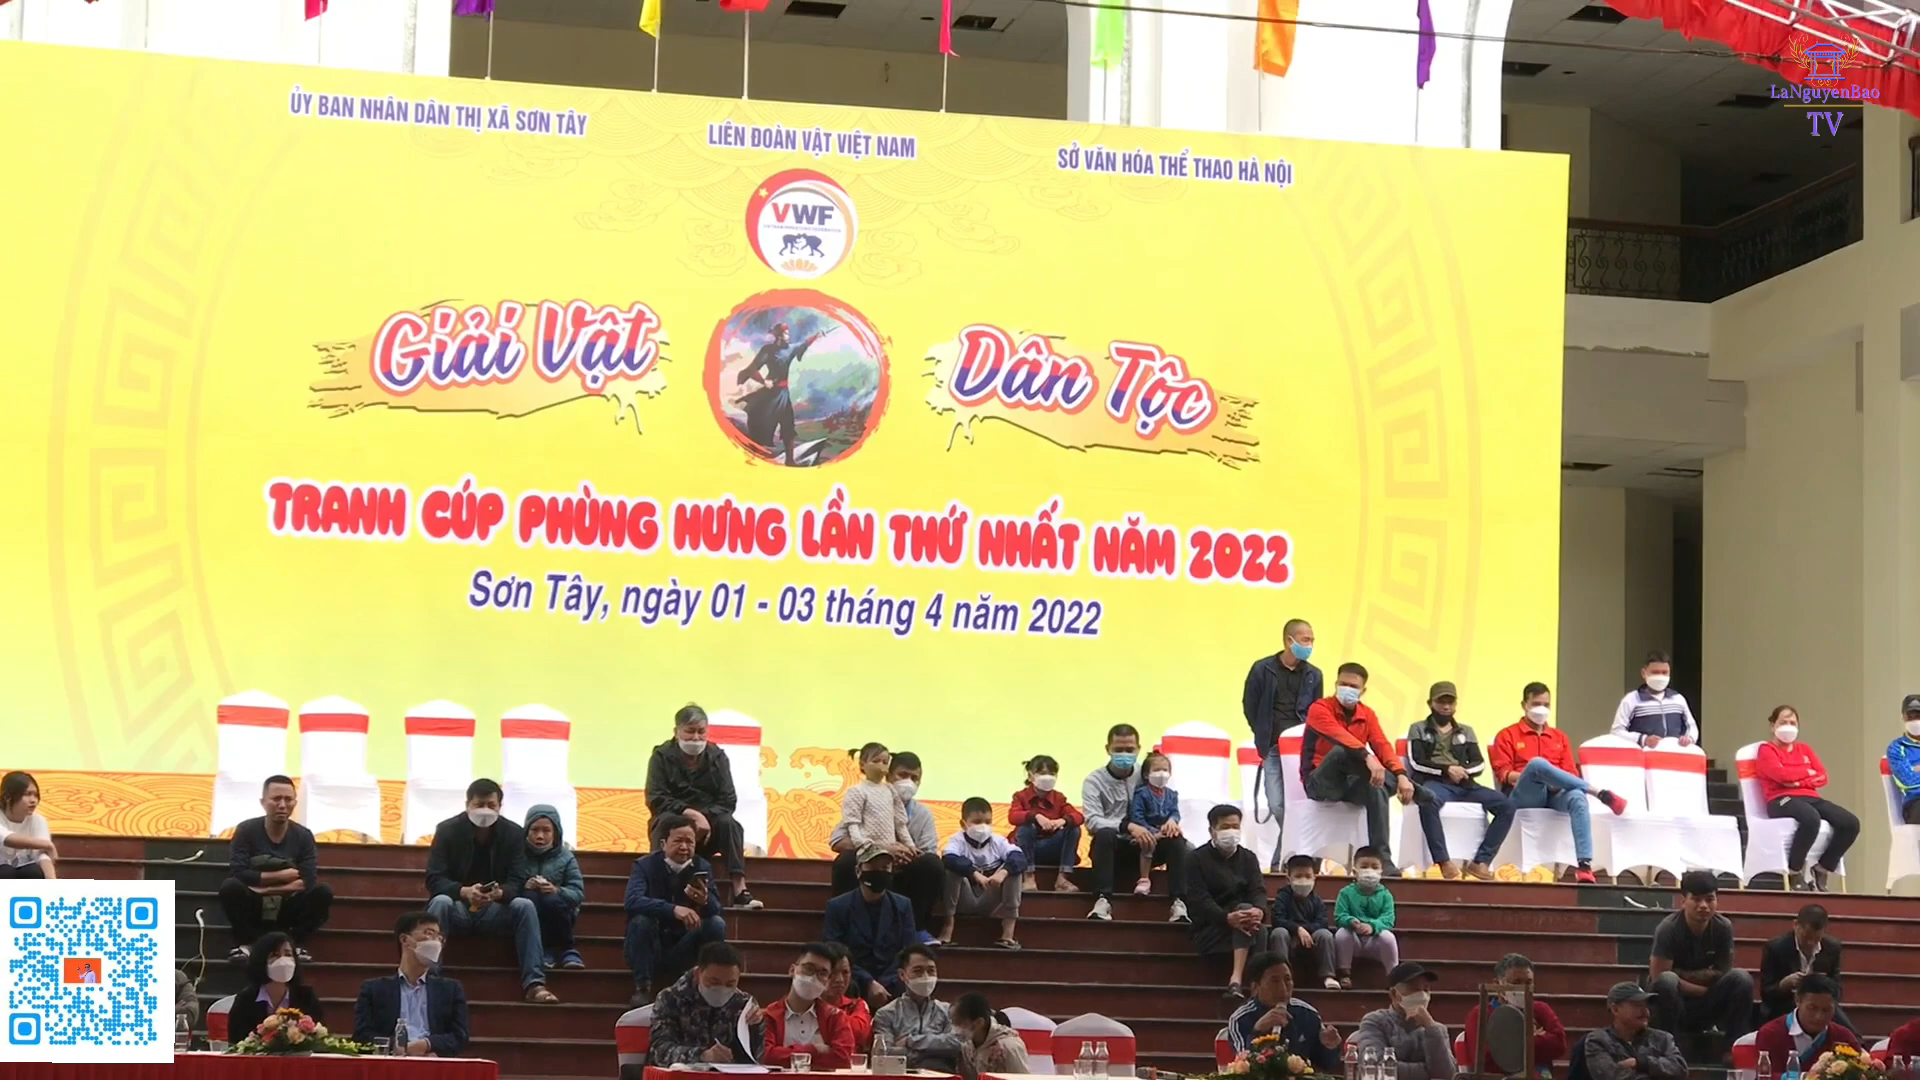 ỦY BAN NHÂN DÂN THỊ XÃ SƠN TÂY
LIÊN ĐOÀN VẬT VIỆT NAM
SỞ VĂN HÓA THỂ THAO HÀ NỘI
LaNguyenBao
TV
VWF
Giải Vật Dân Tộc
TRANH CÚP PHÙNG HƯNG LẦN THỨ NHẤT NĂM 2022
Sơn Tây, ngày 01 - 03 tháng 4 năm 2022